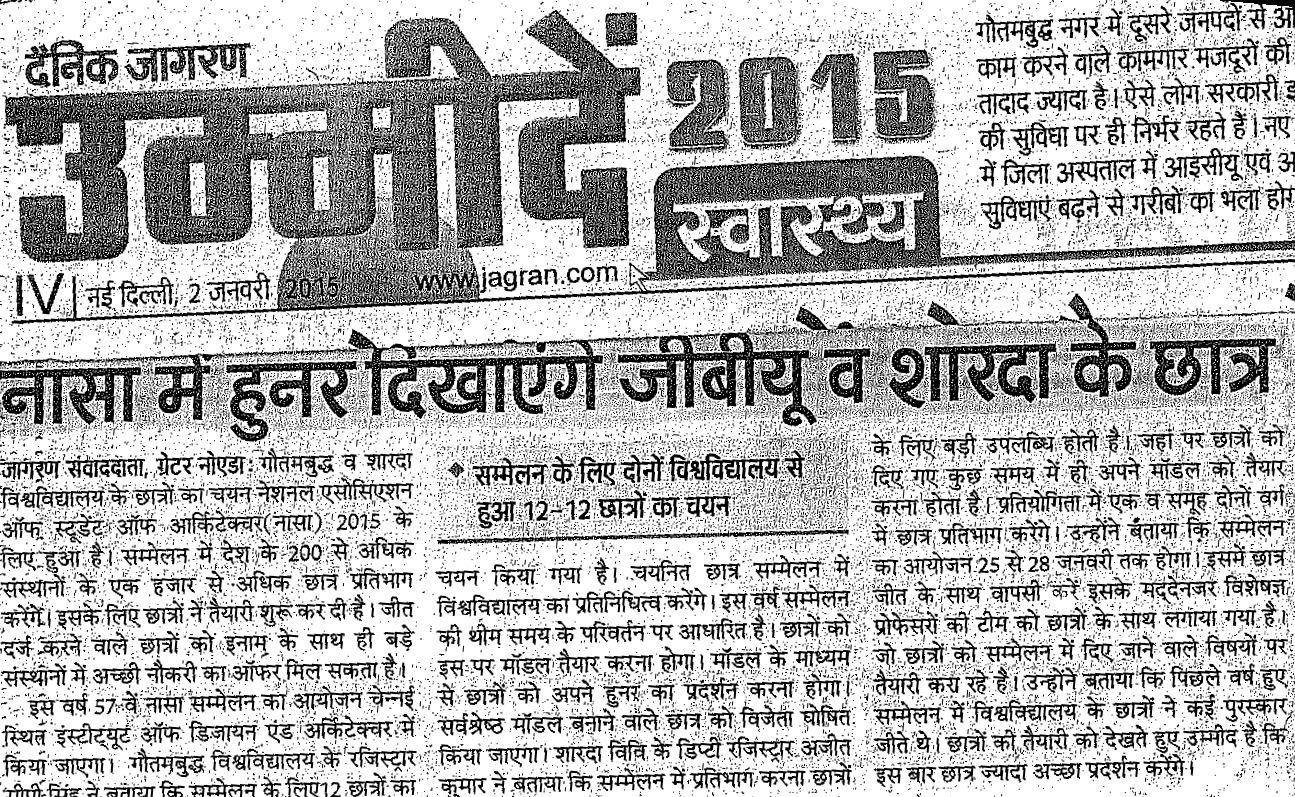 दैनिक जागरण
उम्मीदें 2015
स्वास्थ्य
गौतमबुद्ध नगर में दूसरे जनपदों से
काम करने वाले कामगार मजदूरों की
तादाद ज्यादा है। ऐसे लोग सरकारी
की सुविधा पर ही निर्भर रहते हैं। नए
में जिला अस्पताल में आइसीयू एवं
सुविधाएं बढ़ने से गरीबों का भला
IV नई दिल्ली, 2 जनवरी 2015 www.jagran.com
नासा में हुनर दिखाएंगे जीबीयू व शारदा के छात्र
जागरण संवाददाता, ग्रेटर नोएडा: गौतमबुद्ध व शारदा
विश्वविद्यालय के छात्रों का चयन नेशनल एसोसिएशन
ऑफ स्टूडेंट ऑफ आर्किटेक्चर(नासा) 2015 के
लिए हुआ है। सम्मेलन में देश के 200 से अधिक
संस्थानों के एक हजार से अधिक छात्र प्रतिभाग
करेंगे। इसके लिए छात्रों ने तैयारी शुरू कर दी है। जीत
दर्ज करने वाले छात्रों को इनाम के साथ ही बड़े
संस्थानों में अच्छी नौकरी का ऑफर मिल सकता है।
इस वर्ष 57 वें नासा सम्मेलन का आयोजन चेन्नई
स्थित इंस्टीट्यूट ऑफ डिजायन एंड आर्किटेक्चर में
किया जाएगा। गौतमबुद्ध विश्वविद्यालय के रजिस्ट्रार
सिंह ने बताया कि सम्मेलन के लिए 12 छात्रों का
सम्मेलन के लिए दोनों विश्वविद्यालय से
हुआ 12-12 छात्रों का चयन
चयन किया गया है। चयनित छात्र सम्मेलन में
विश्वविद्यालय का प्रतिनिधित्व करेंगे। इस वर्ष सम्मेलन
की थीम समय के परिवर्तन पर आधारित है। छात्रों को
इस पर मॉडल तैयार करना होगा। मॉडल के माध्यम
से छात्रों को अपने हुनर का प्रदर्शन करना होगा।
सर्वश्रेष्ठ मॉडल बनाने वाले छात्र को विजेता घोषित
किया जाएगा। शारदा विवि के डिप्टी रजिस्ट्रार अजीत
कुमार ने बताया कि सम्मेलन में प्रतिभाग करना छात्रों
के लिए बड़ी उपलब्धि होती है। जहां पर छात्रों को
दिए गए कुछ समय में ही अपने मॉडल को तैयार
करना होता है। प्रतियोगिता में एक व समूह दोनों वर्ग
में छात्र प्रतिभाग करेंगे। उन्होंने बताया कि सम्मेलन
का आयोजन 25 से 28 जनवरी तक होगा। इसमें छात्र
जीत के साथ वापसी करें इसके मद्देनजर विशेषज्ञ
प्रोफेसरों की टीम को छात्रों के साथ लगाया गया है।
जो छात्रों को सम्मेलन में दिए जाने वाले विषयों पर
तैयारी करा रहे है। उन्होंने बताया कि पिछले वर्ष हुए
सम्मेलन में विश्वविद्यालय के छात्रों ने कई पुरस्कार
जीते थे। छात्रों की तैयारी को देखते हुए उम्मीद है कि
इस बार छात्र ज्यादा अच्छा प्रदर्शन करेंगे।